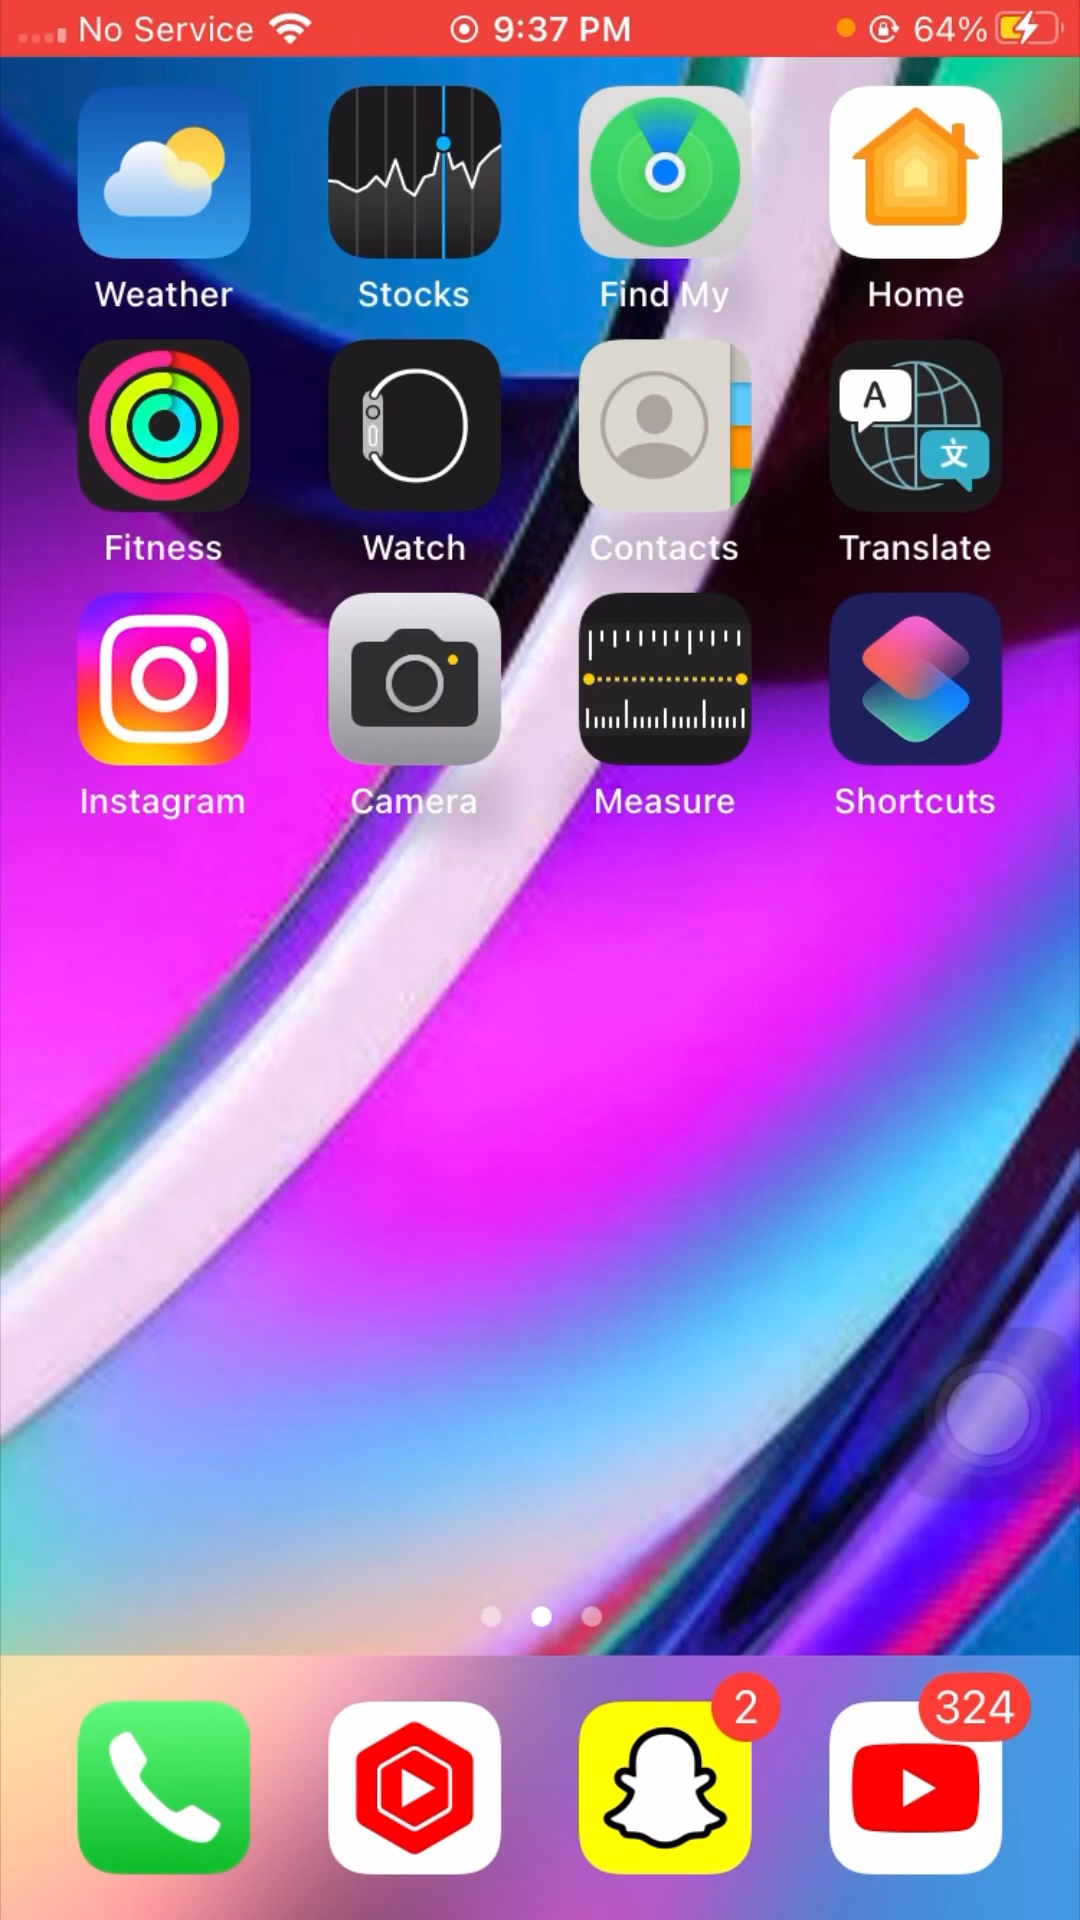 No Service 9:37 PM 64%
Weather Stocks Find My Home
A 文
Fitness Watch Contacts Translate
Instagram Camera Measure Shortcuts
2 324